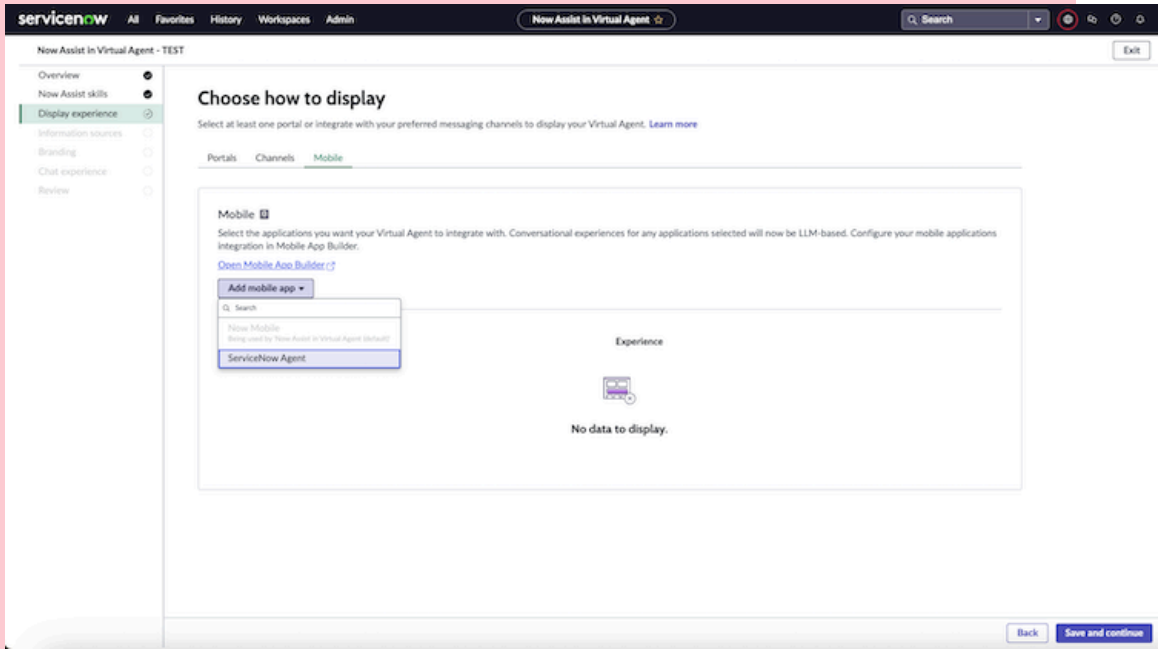 servicenow All Favorites History Workspaces Admin Now Assist in Virtual Agent Search
Now Assist in Virtual Agent - TEST Exit
Overview
Now Assist skills
Display experience
Information sources
Branding
Chat experience
Review
Choose how to display
Select at least one portal or integrate with your preferred messaging channels to display your Virtual Agent. Learn more
Portals Channels Mobile
Mobile
Select the applications you want your Virtual Agent to integrate with. Conversational experiences for any applications selected will now be LLM-based. Configure your mobile applications
integration in Mobile App Builder.
Open Mobile App Builder
Add mobile app
Search
Now Mobile
Being used by 'Now Assist in Virtual Agent (default)'
ServiceNow Agent
Experience
No data to display.
Back Save and continue